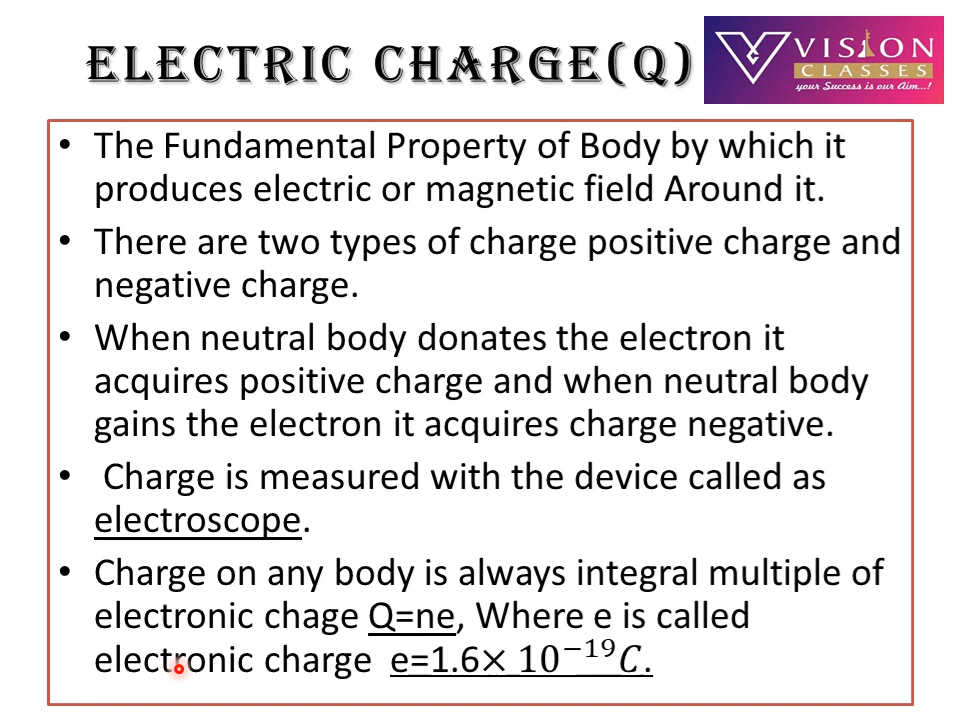 ELECTRIC CHARGE(Q)
VISION
CLASSES
your Success is our Aim...!
• The Fundamental Property of Body by which it
produces electric or magnetic field Around it.
• There are two types of charge positive charge and
negative charge.
• When neutral body donates the electron it
acquires positive charge and when neutral body
gains the electron it acquires charge negative.
• Charge is measured with the device called as
electroscope.
• Charge on any body is always integral multiple of
electronic chage Q=ne, Where e is called
electronic charge e=1.6× 10⁻¹⁹C.